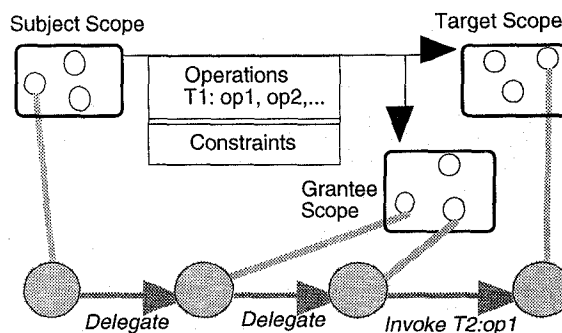 Subject Scope
Target Scope
Operations
T1: op1, op2,...
Constraints
Grantee
Scope
Delegate
Delegate
Invoke T2:op1